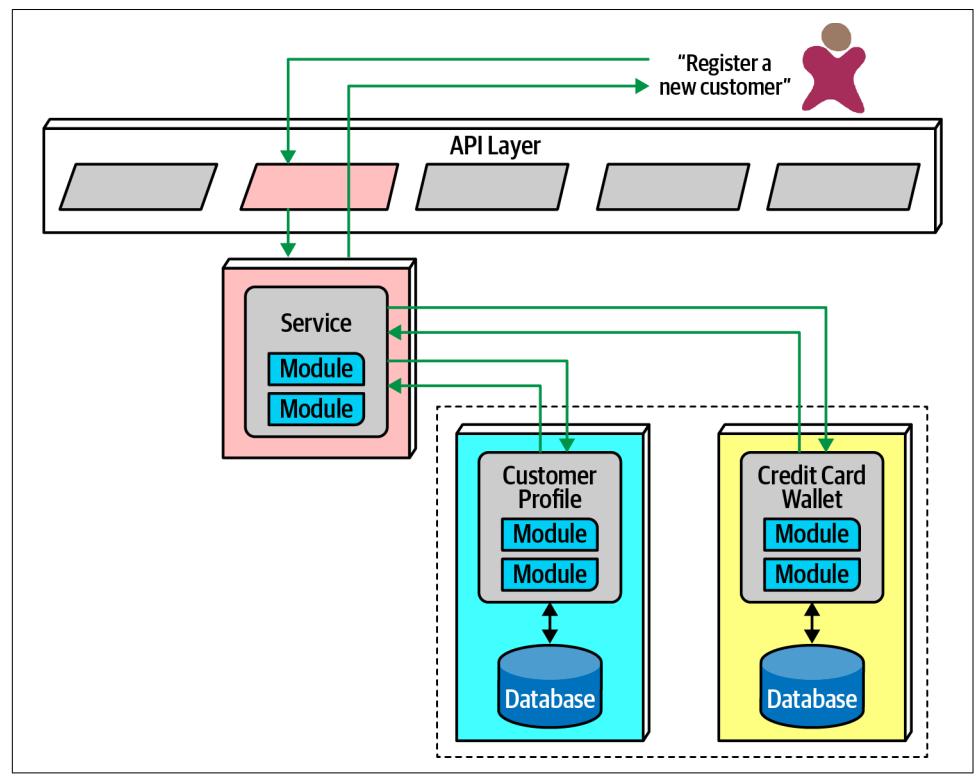 “Register a
new customer”
API Layer
Service
Module
Module
Customer
Profile
Module
Module
Database
Credit Card
Wallet
Module
Module
Database